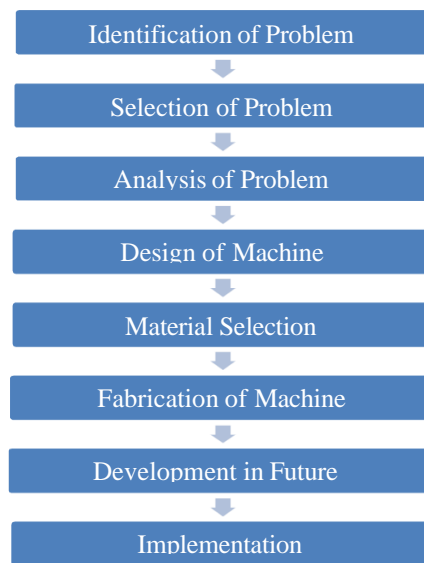 Identification of Problem
Selection of Problem
Analysis of Problem
Design of Machine
Material Selection
Fabrication of Machine
Development in Future
Implementation